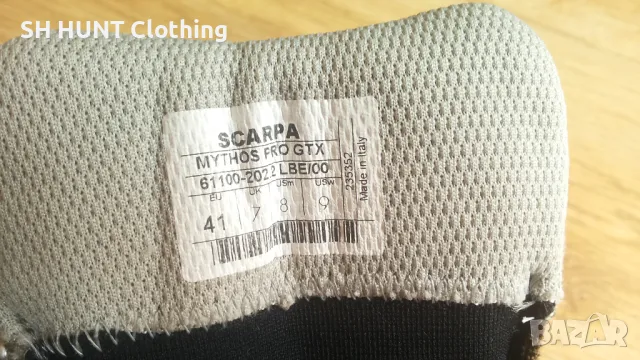 SH HUNT Clothing
SCARPA
MYTHOS PRO GTX
61100-2022 LBE/00
EU UK USm USw
41 7 8 9
235352
Made in Italy
BAZAR